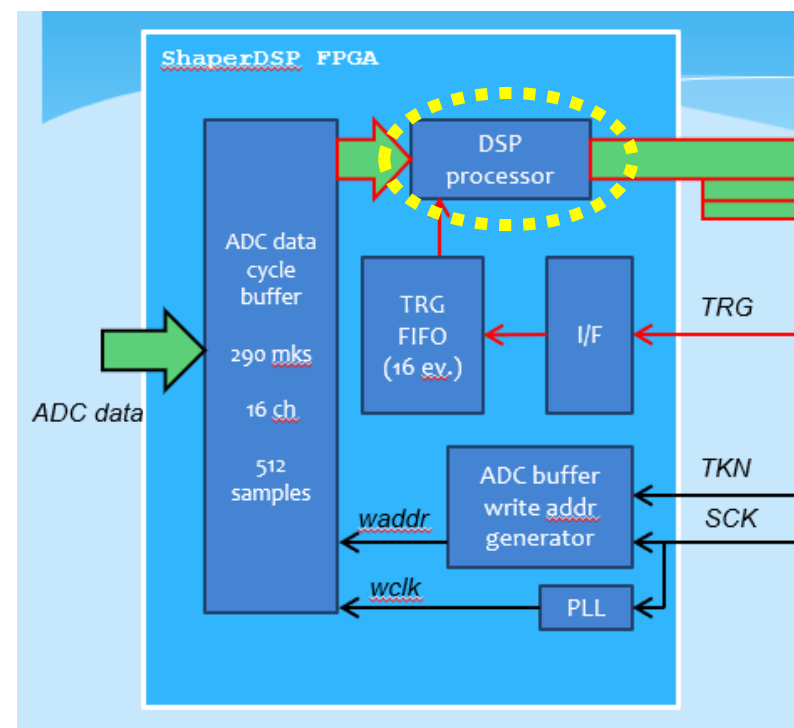 ShaperDSP FPGA
DSP
processor
ADC data
cycle
buffer
290 mks
16 ch
512
samples
TRG
FIFO
(16 ev.)
I/F
TRG
ADC data
ADC buffer
write addr
generator
TKN
SCK
waddr
wclk
PLL